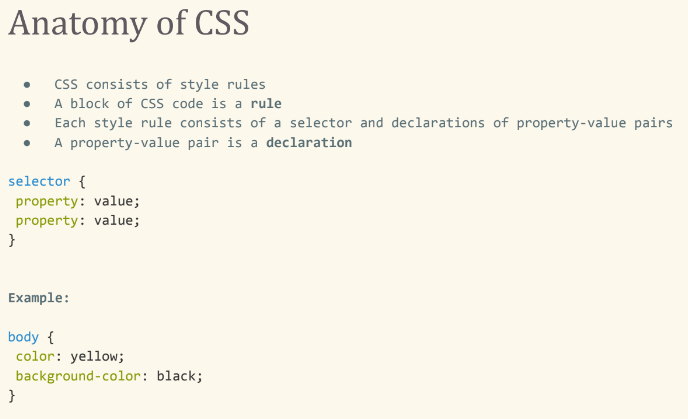 Anatomy of CSS
● CSS consists of style rules
● A block of CSS code is a rule
● Each style rule consists of a selector and declarations of property-value pairs
● A property-value pair is a declaration
selector {
 property: value;
 property: value;
}
Example:
body {
 color: yellow;
 background-color: black;
}